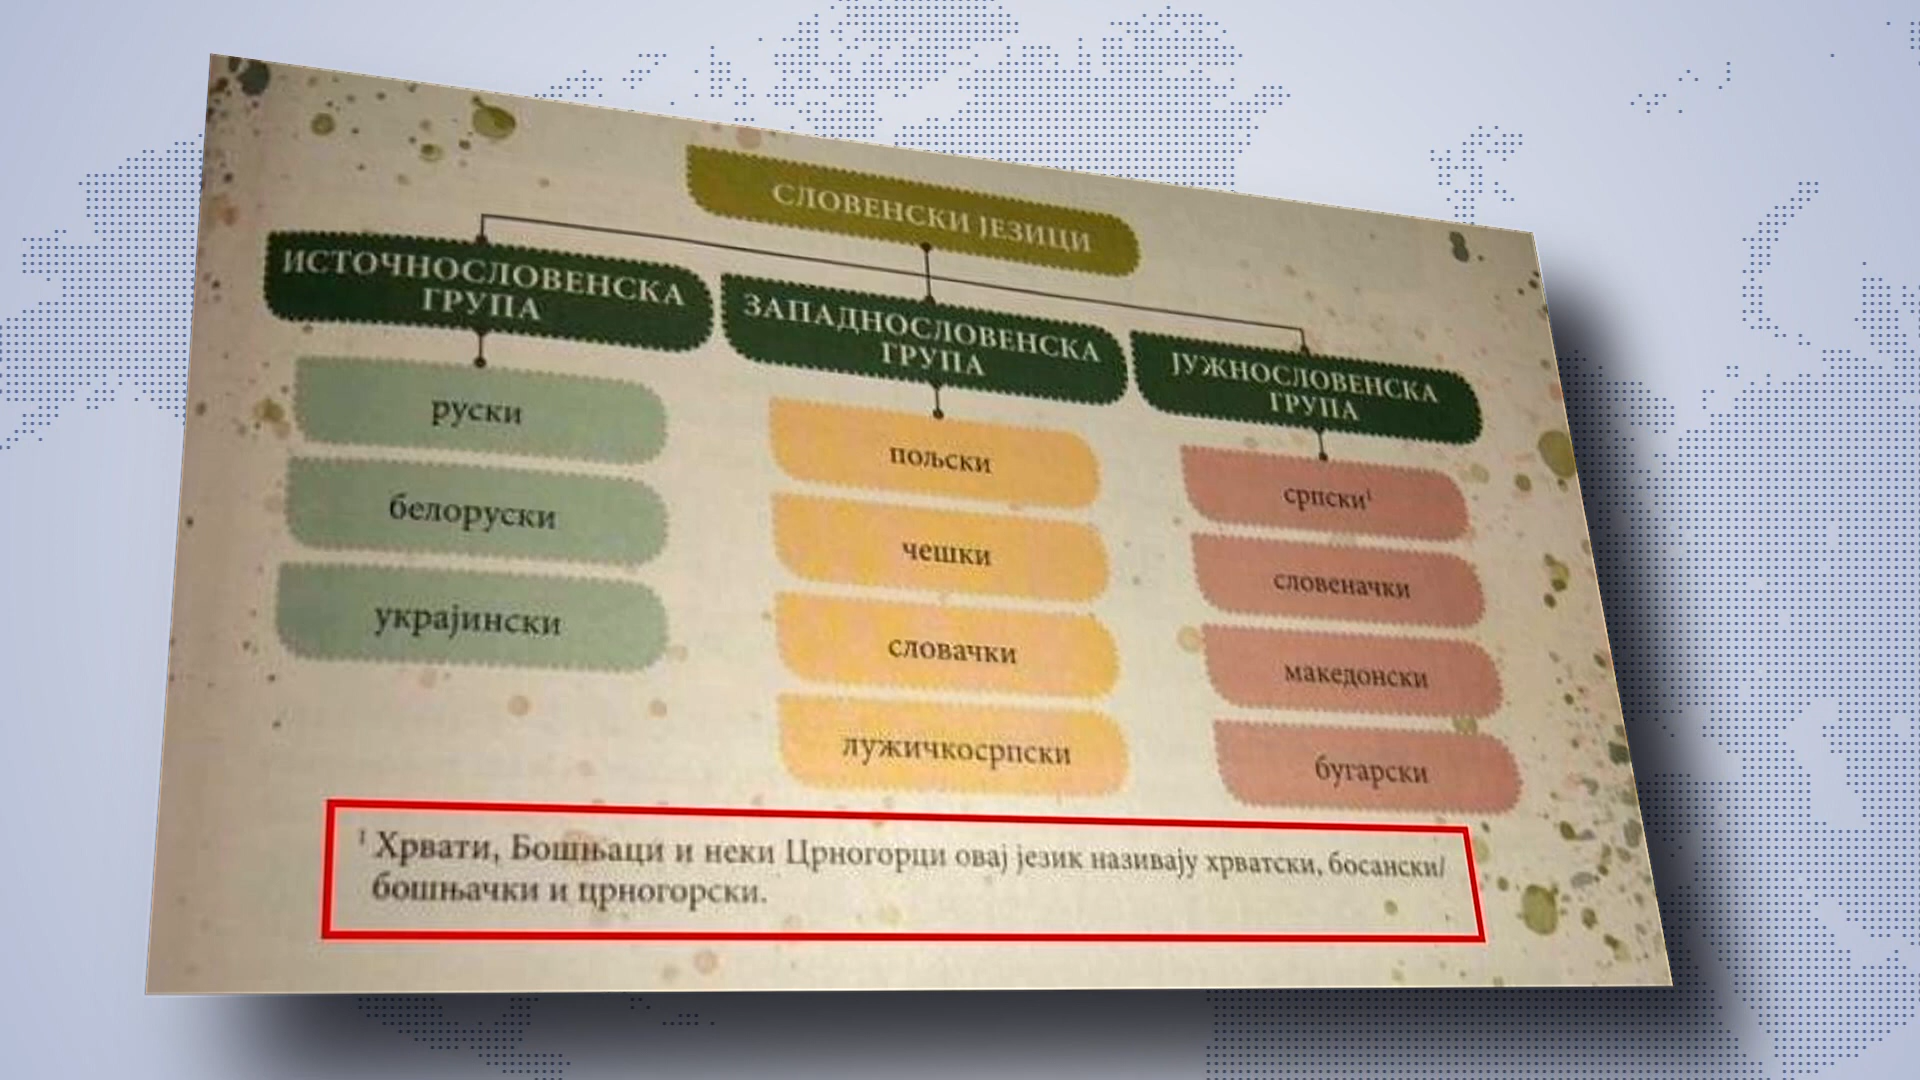 СЛОВЕНСКИ ЈЕЗИЦИ
ИСТОЧНОСЛОВЕНСКА
ГРУПА
руски
белоруски
украјински
ЗАПАДНОСЛОВЕНСКА
ГРУПА
пољски
чешки
словачки
лужичкосрпски
ЈУЖНОСЛОВЕНСКА
ГРУПА
српски¹
словеначки
македонски
бугарски
¹ Хрвати, Бошњаци и неки Црногорци овај језик називају хрватски, босански/
бошњачки и црногорски.